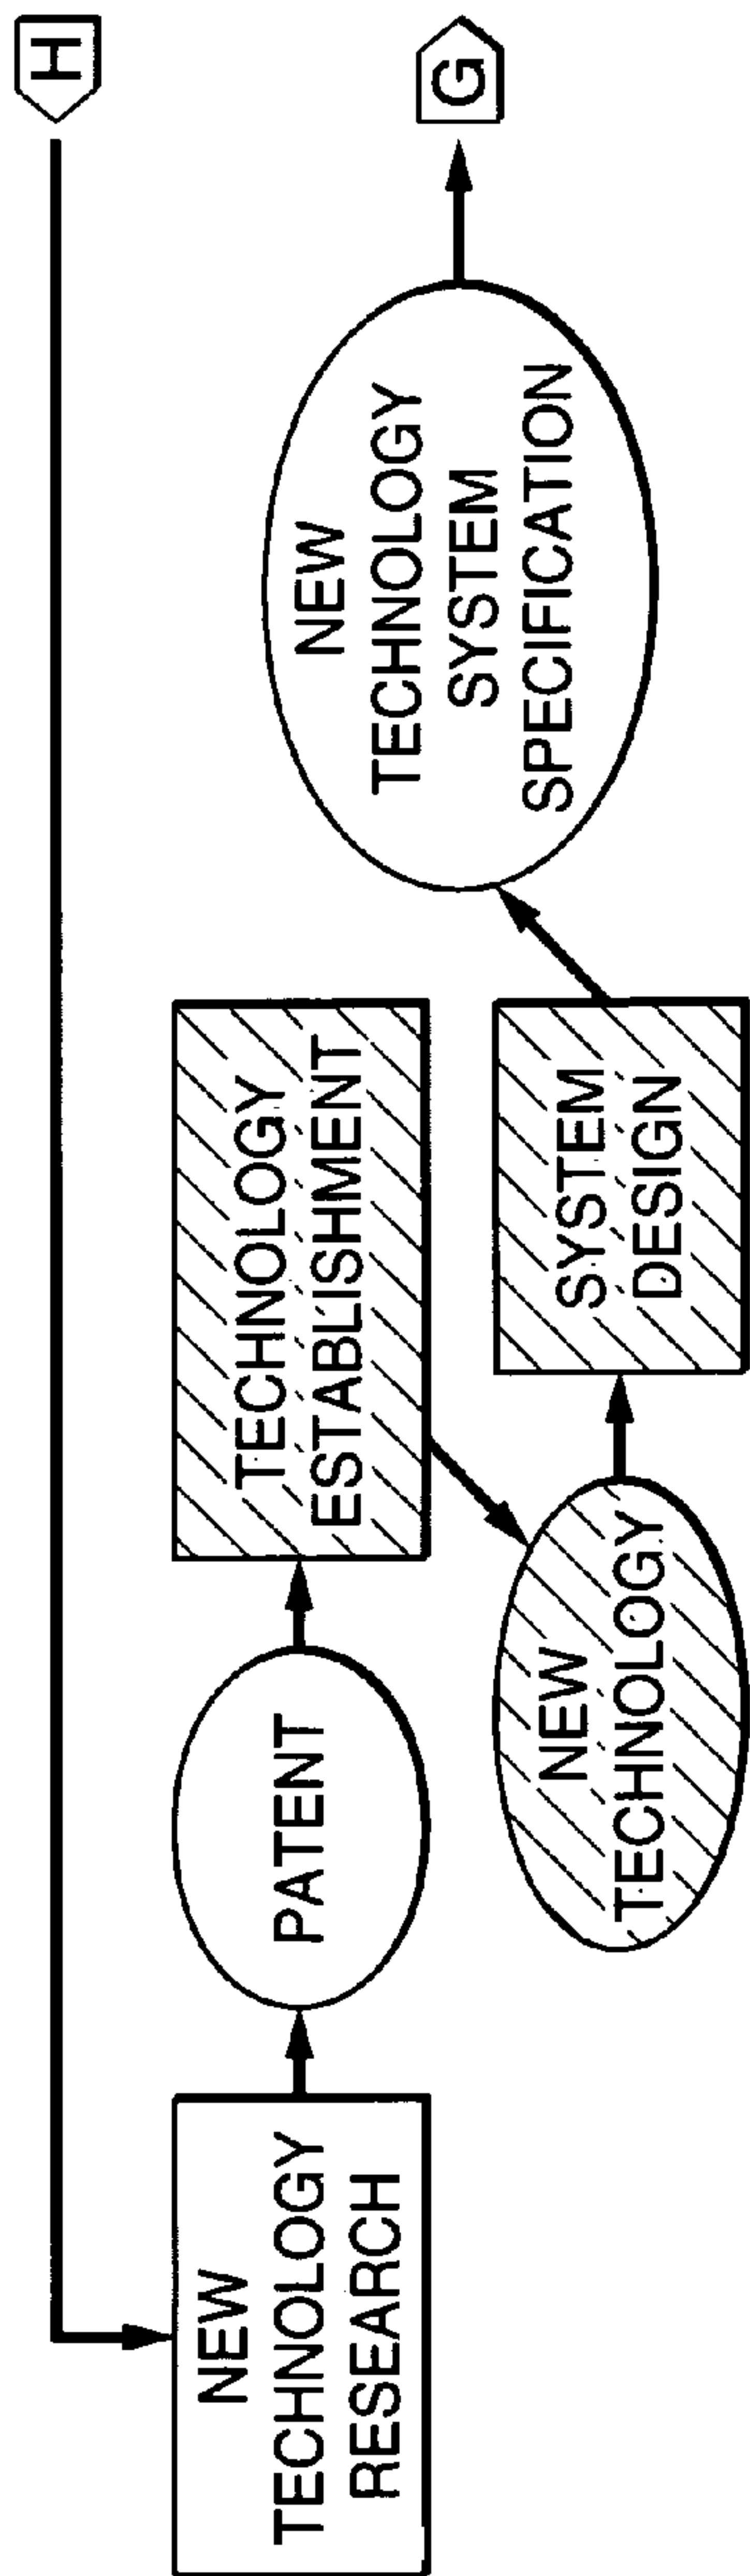 H
NEW
TECHNOLOGY
RESEARCH
PATENT
TECHNOLOGY
ESTABLISHMENT
NEW
TECHNOLOGY
SYSTEM
DESIGN
NEW
TECHNOLOGY
SYSTEM
SPECIFICATION
G